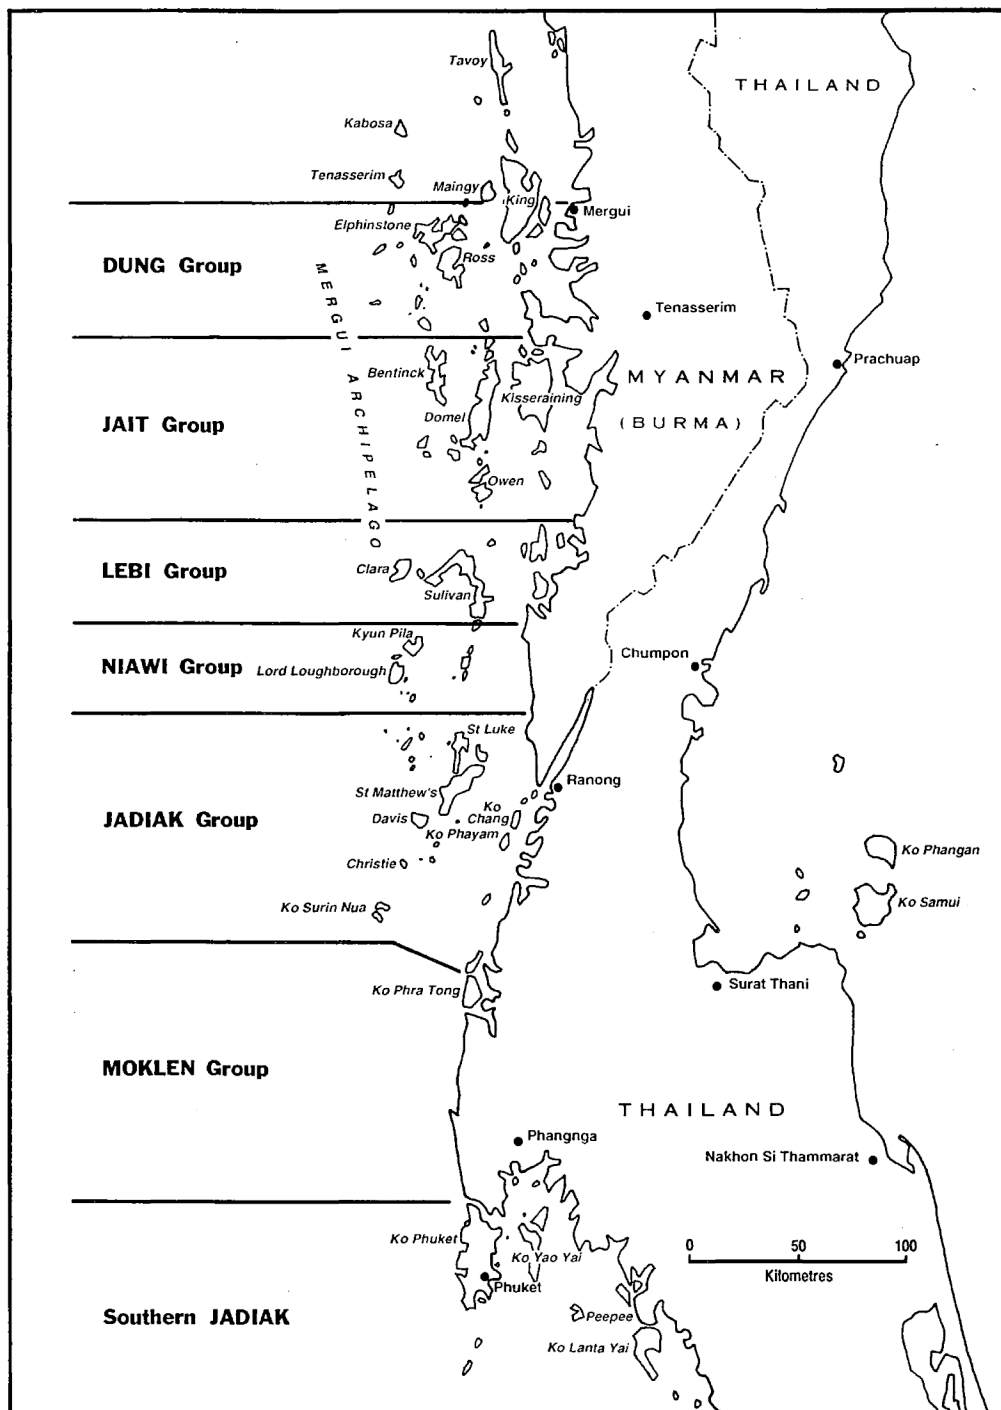 THAILAND
Tavoy
Kabosa
Tenasserim
Maingy
King
Mergui
Elphinstone
Ross
DUNG Group
MERGUI ARCHIPELAGO
Tenasserim
Prachuap
MYANMAR
(BURMA)
Bentinck
Kisseraining
Domel
JAIT Group
Owen
LEBI Group
Clara
Sulivan
Kyun Pila
NIAWI Group
Lord Loughborough
Chumpon
St Luke
St Matthew's
Ranong
JADIAK Group
Davis
Ko
Chang
Ko Phayam
Christie
Ko Phangan
Ko Surin Nua
Ko Samui
Ko Phra Tong
Surat Thani
MOKLEN Group
THAILAND
Phangnga
Nakhon Si Thammarat
Ko Phuket
Ko Yao Yai
0 50 100
Kilometres
Phuket
Southern JADIAK
Peepee
Ko Lanta Yai